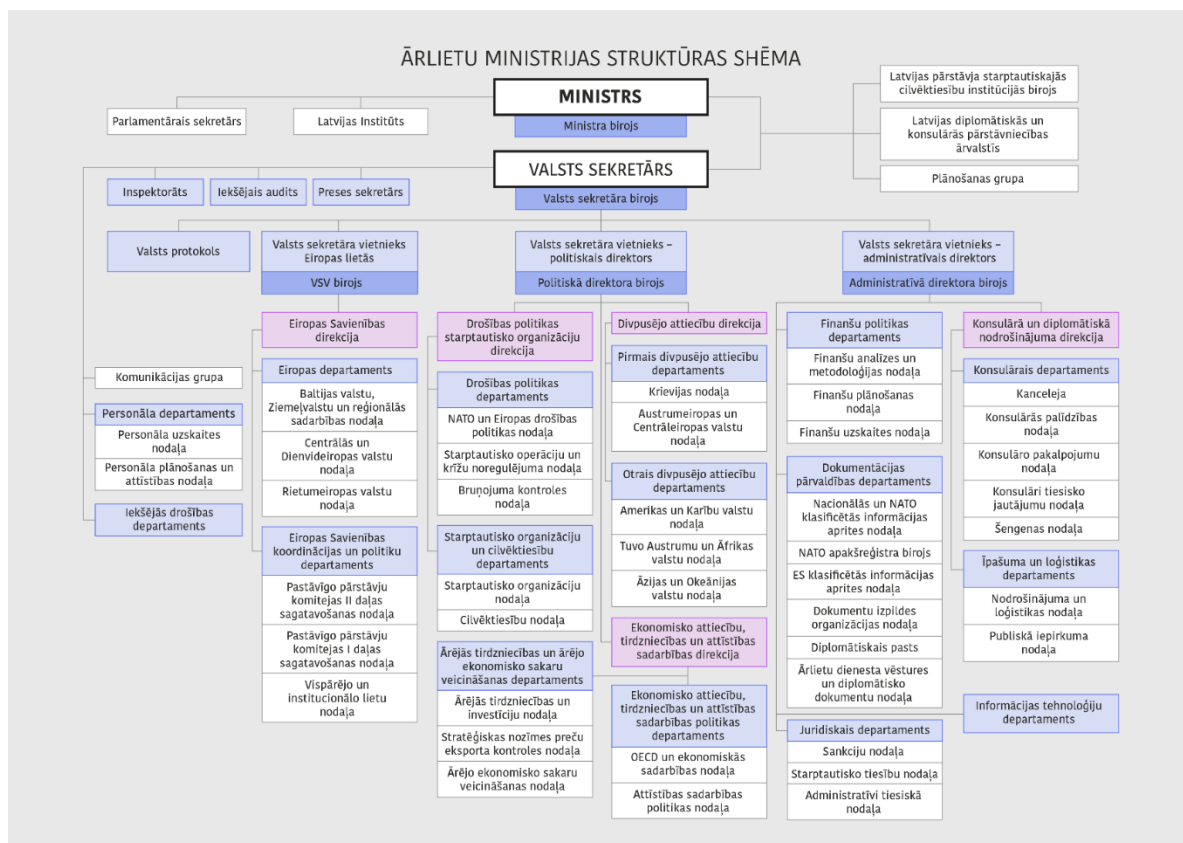 ĀRLIETU MINISTRIJAS STRUKTŪRAS SHĒMA
MINISTRS
Ministra birojs
Parlamentārais sekretārs
Latvijas Institūts
Latvijas pārstāvja starptautiskajās
cilvēktiesību institūcijās birojs
Latvijas diplomātiskās un
konsulārās pārstāvniecības
ārvalstīs
Plānošanas grupa
VALSTS SEKRETĀRS
Valsts sekretāra birojs
Inspektorāts
Iekšējais audits
Preses sekretārs
Valsts protokols
Komunikācijas grupa
Personāla departaments
Personāla uzskaites
nodaļa
Personāla plānošanas un
attīstības nodaļa
Iekšējās drošības
departaments
Valsts sekretāra vietnieks
Eiropas lietās
VSV birojs
Eiropas Savienības
direkcija
Eiropas departaments
Baltijas valstu,
Ziemeļvalstu un reģionālās
sadarbības nodaļa
Centrālās un
Dienvideiropas valstu
nodaļa
Rietumeiropas valstu
nodaļa
Eiropas Savienības
koordinācijas un politiku
departaments
Pastāvīgo pārstāvju
komitejas II daļas
sagatavošanas nodaļa
Pastāvīgo pārstāvju
komitejas I daļas
sagatavošanas nodaļa
Vispārējo un
institucionālo lietu
nodaļa
Valsts sekretāra vietnieks –
politiskais direktors
Politiskā direktora birojs
Drošības politikas
starptautisko organizāciju
direkcija
Drošības politikas
departaments
NATO un Eiropas drošības
politikas nodaļa
Starptautisko operāciju un
krīžu noregulējuma nodaļa
Bruņojuma kontroles
nodaļa
Starptautisko organizāciju
un cilvēktiesību
departaments
Starptautisko organizāciju
nodaļa
Cilvēktiesību nodaļa
Ārējās tirdzniecības un ārējo
ekonomisko sakaru
veicināšanas departaments
Ārējās tirdzniecības un
investīciju nodaļa
Stratēģiskas nozīmes preču
eksporta kontroles nodaļa
Ārējo ekonomisko sakaru
veicināšanas nodaļa
Divpusējo attiecību direkcija
Pirmais divpusējo attiecību
departaments
Krievijas nodaļa
Austrumeiropas un
Centrāleiropas valstu
nodaļa
Otrais divpusējo attiecību
departaments
Amerikas un Karību valstu
nodaļa
Tuvo Austrumu un Āfrikas
valstu nodaļa
Āzijas un Okeānijas
valstu nodaļa
Ekonomisko attiecību,
tirdzniecības un attīstības
sadarbības direkcija
Ekonomisko attiecību,
tirdzniecības un attīstības
sadarbības politikas
departaments
OECD un ekonomiskās
sadarbības nodaļa
Attīstības sadarbības
politikas nodaļa
Valsts sekretāra vietnieks –
administratīvais direktors
Administratīvā direktora birojs
Finanšu politikas
departaments
Finanšu analīzes un
metodoloģijas nodaļa
Finanšu plānošanas
nodaļa
Finanšu uzskaites nodaļa
Dokumentācijas
pārvaldības departaments
Nacionālās un NATO
klasificētās informācijas
aprites nodaļa
NATO apakšreģistra birojs
ES klasificētās informācijas
aprites nodaļa
Dokumentu izpildes
organizācijas nodaļa
Diplomātiskais pasts
Ārlietu dienesta vēstures
un diplomātisko
dokumentu nodaļa
Juridiskais departaments
Sankciju nodaļa
Starptautisko tiesību nodaļa
Administratīvi tiesiskā
nodaļa
Konsulārā un diplomātiskā
nodrošinājuma direkcija
Konsulārais departaments
Kanceleja
Konsulārās palīdzības
nodaļa
Konsulāro pakalpojumu
nodaļa
Konsulāri tiesisko
jautājumu nodaļa
Šengenas nodaļa
Īpašuma un loģistikas
departaments
Nodrošinājuma un
loģistikas nodaļa
Publiskā iepirkuma
nodaļa
Informācijas tehnoloģiju
departaments